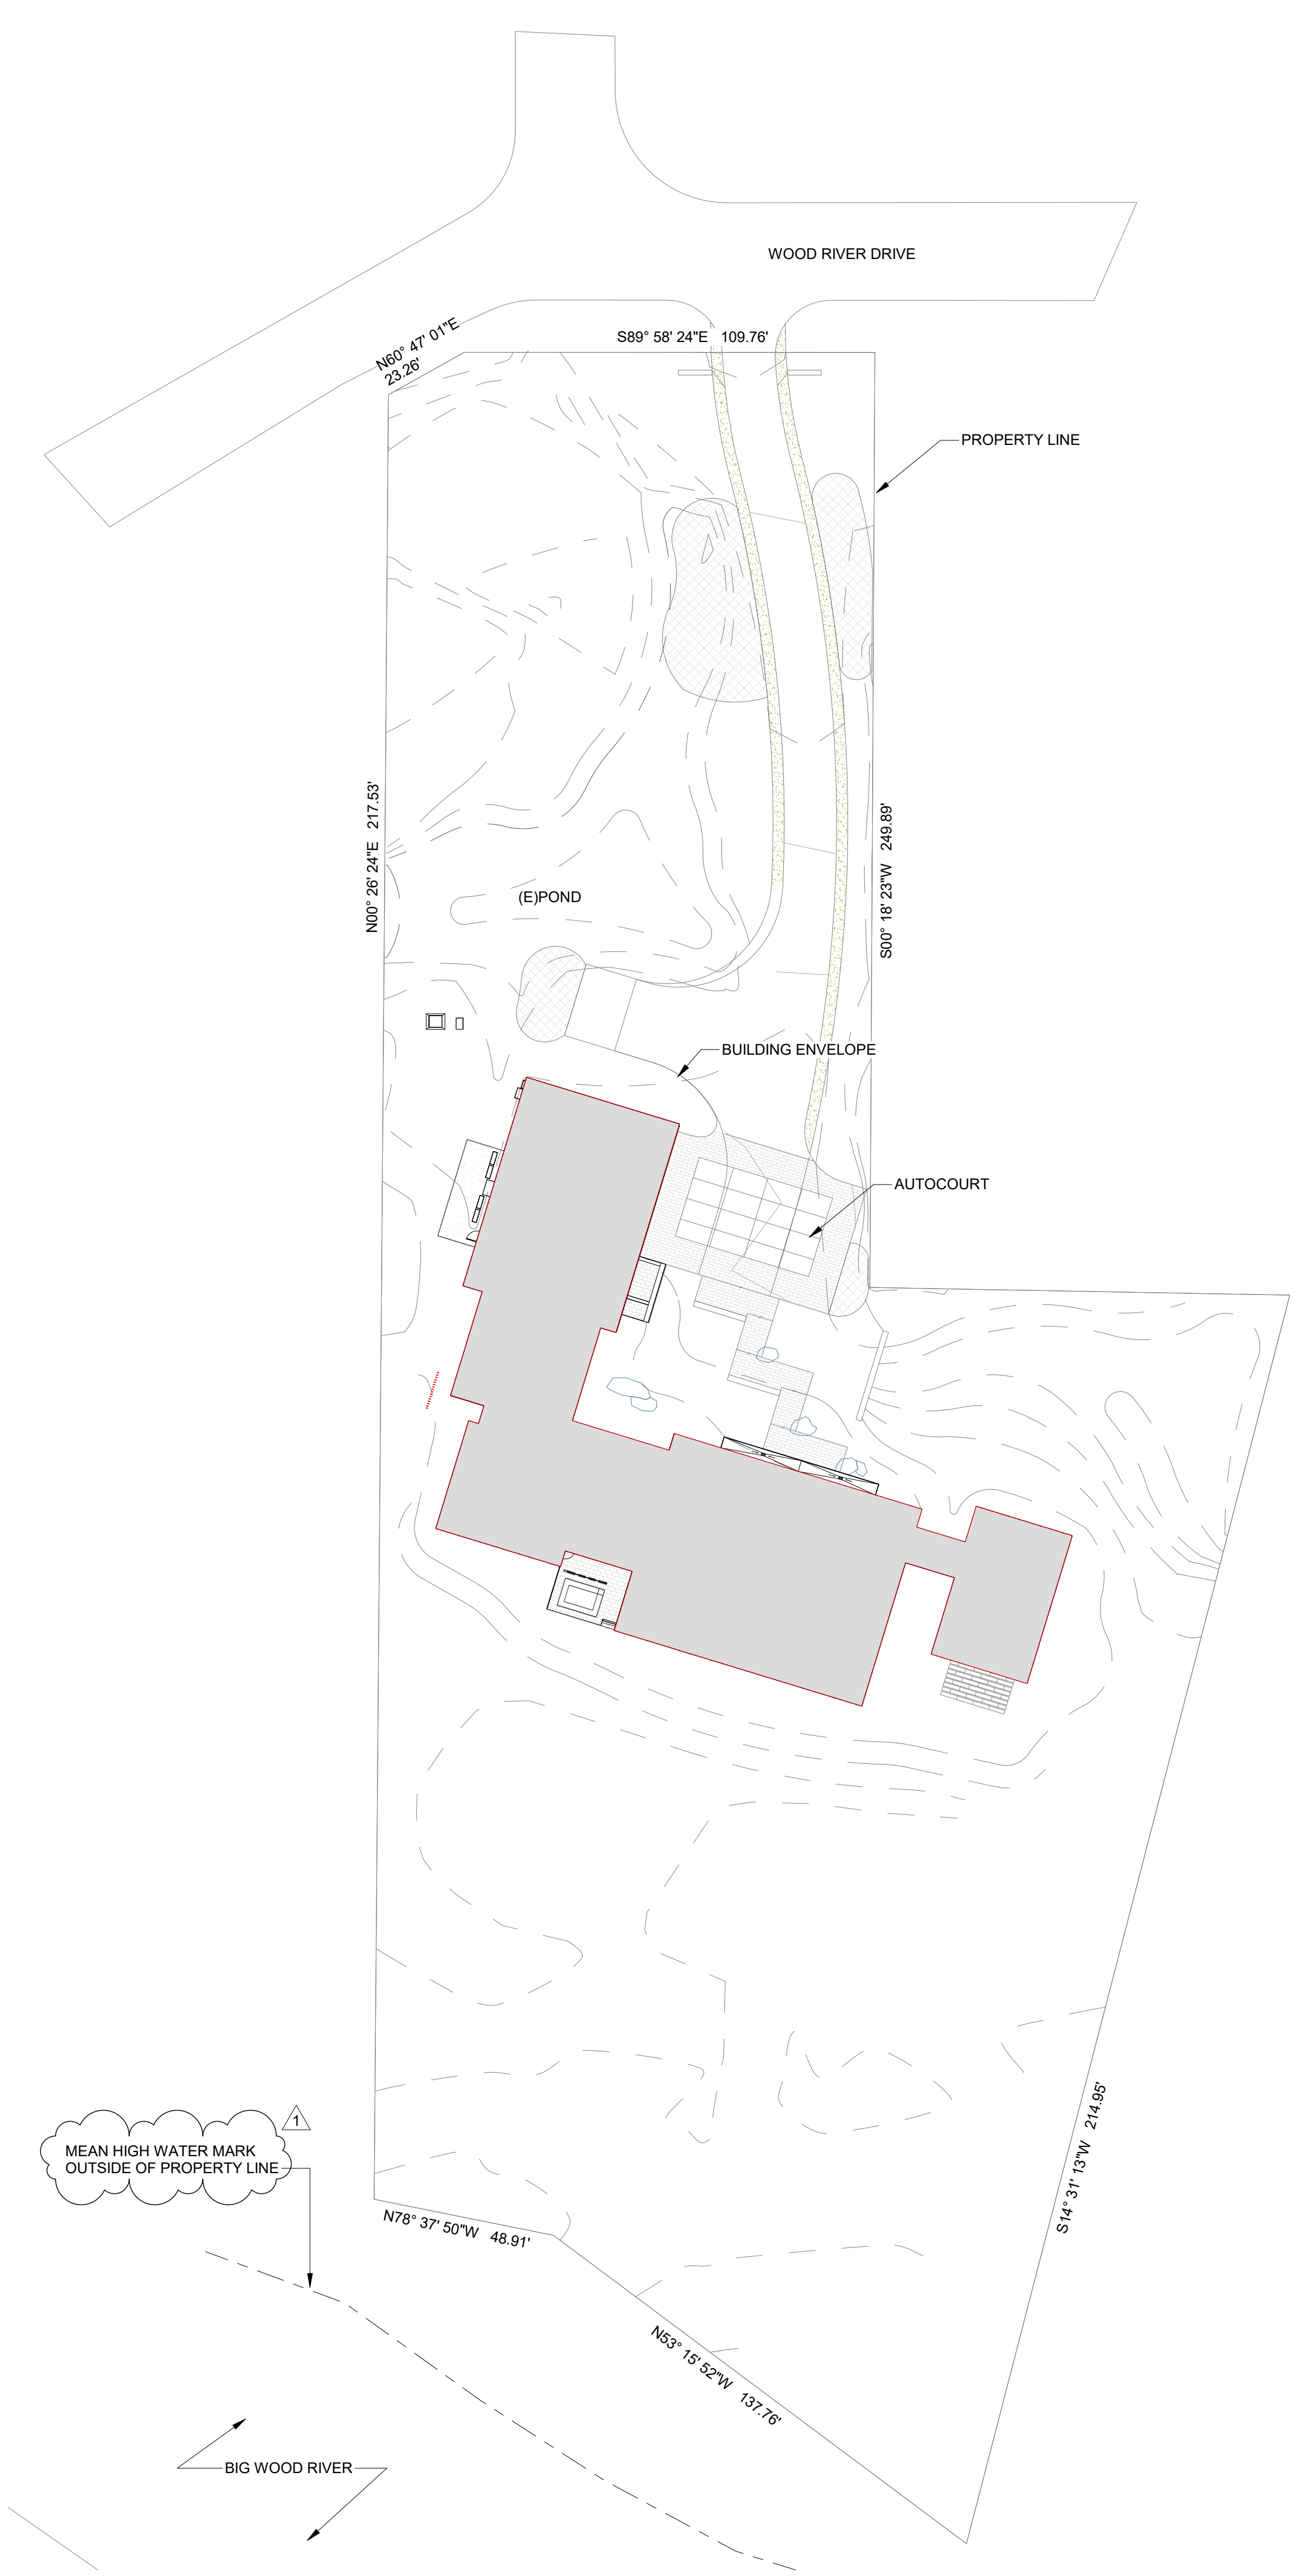 WOOD RIVER DRIVE
S89° 58' 24"E 109.76'
N60° 47' 01"E
23.26'
PROPERTY LINE
N00° 26' 24"E 217.53'
S00° 18' 23"W 249.89'
(E)POND
BUILDING ENVELOPE
AUTOCOURT
1
MEAN HIGH WATER MARK
OUTSIDE OF PROPERTY LINE
S14° 31' 13"W 214.95'
N78° 37' 50"W 48.91'
N53° 15' 52"W 137.76'
BIG WOOD RIVER